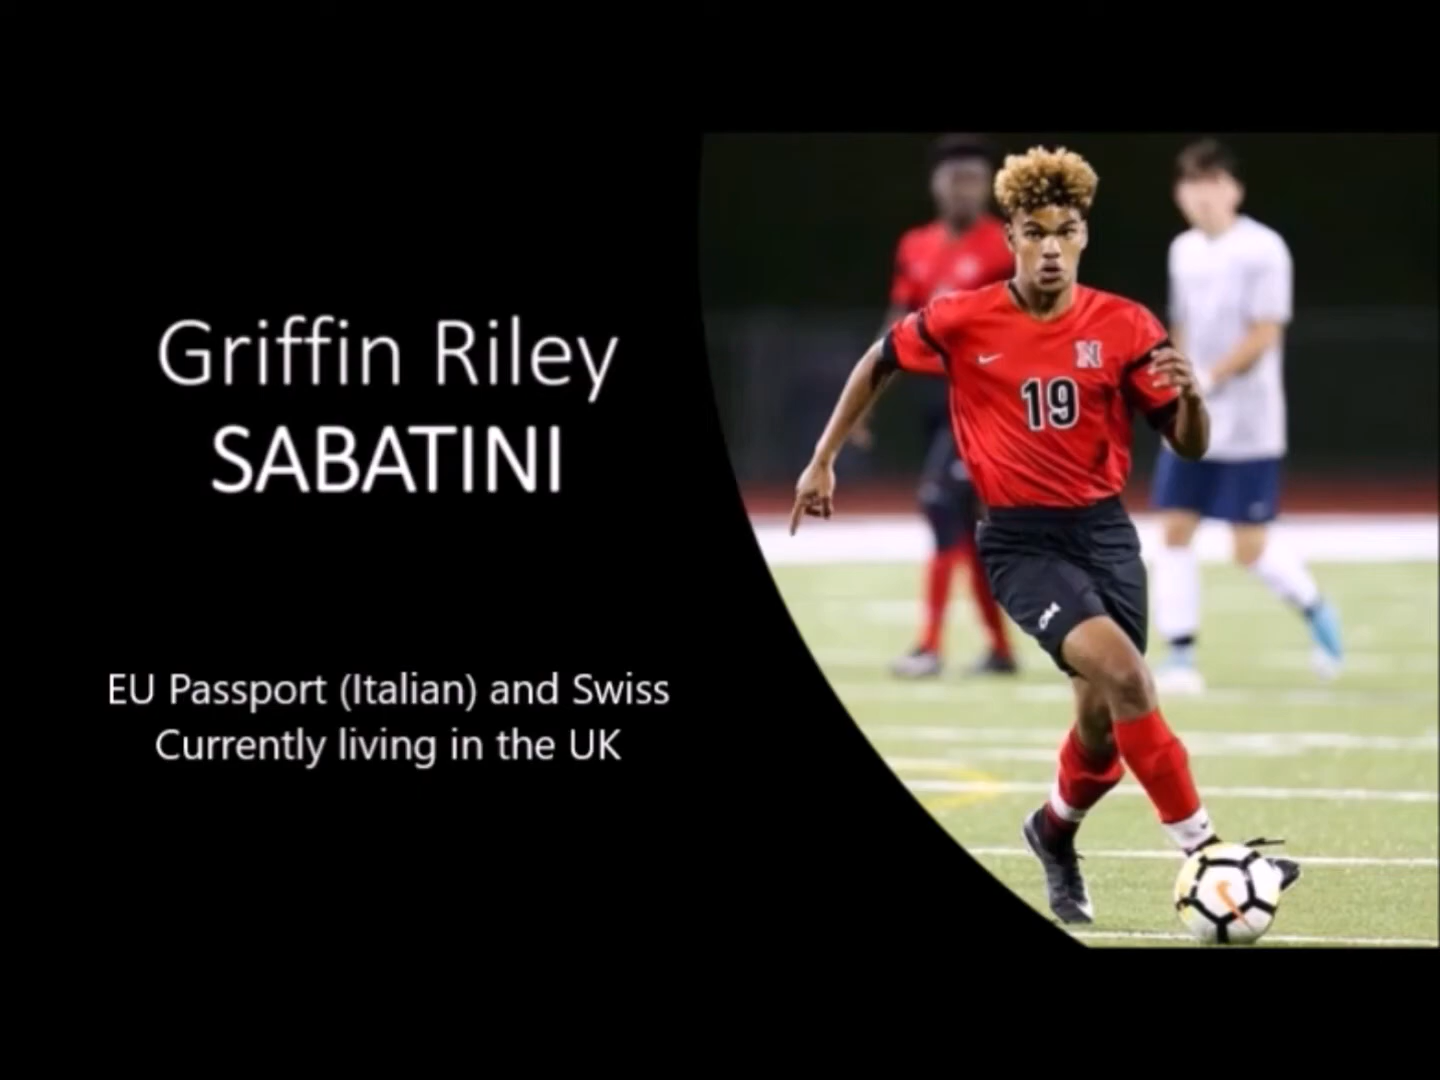 Griffin Riley
SABATINI
EU Passport (Italian) and Swiss
Currently living in the UK
N
19